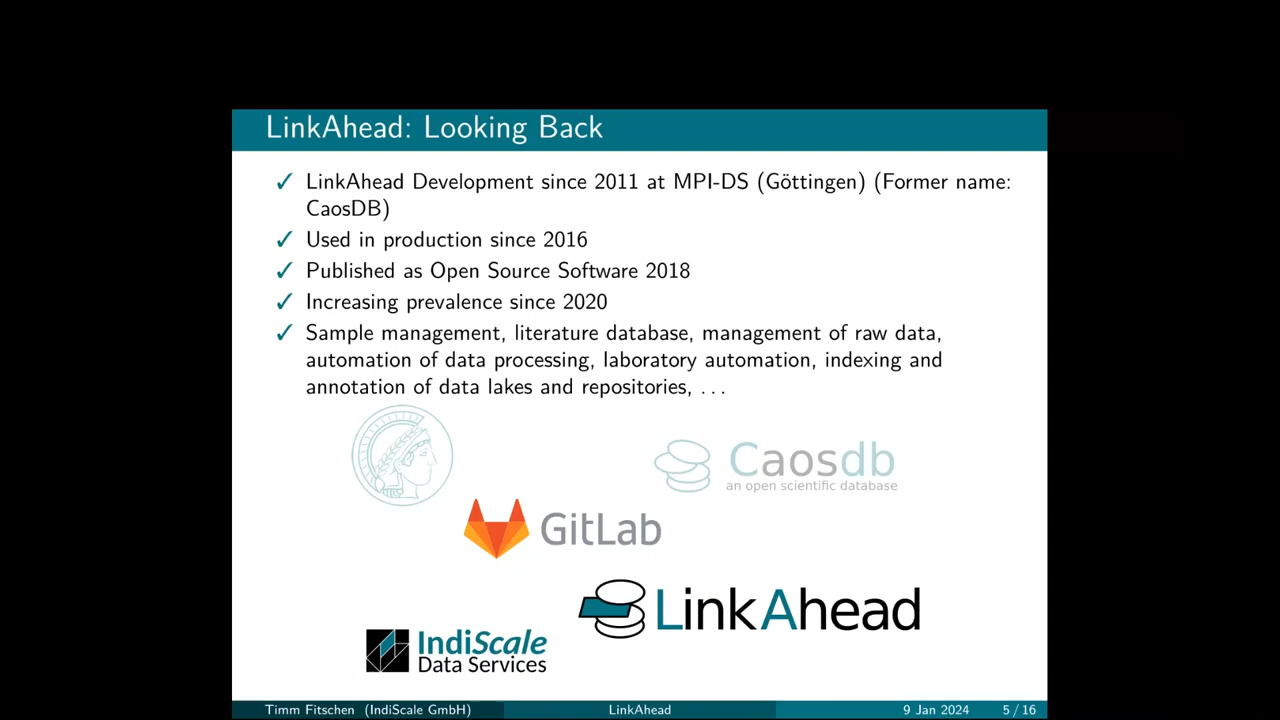 LinkAhead: Looking Back
✓ LinkAhead Development since 2011 at MPI-DS (Göttingen) (Former name:
CaosDB)
✓ Used in production since 2016
✓ Published as Open Source Software 2018
✓ Increasing prevalence since 2020
✓ Sample management, literature database, management of raw data,
automation of data processing, laboratory automation, indexing and
annotation of data lakes and repositories, ...
Caosdb
an open scientific database
GitLab
LinkAhead
IndiScale
Data Services
Timm Fitschen (IndiScale GmbH) LinkAhead 9 Jan 2024 5 / 16